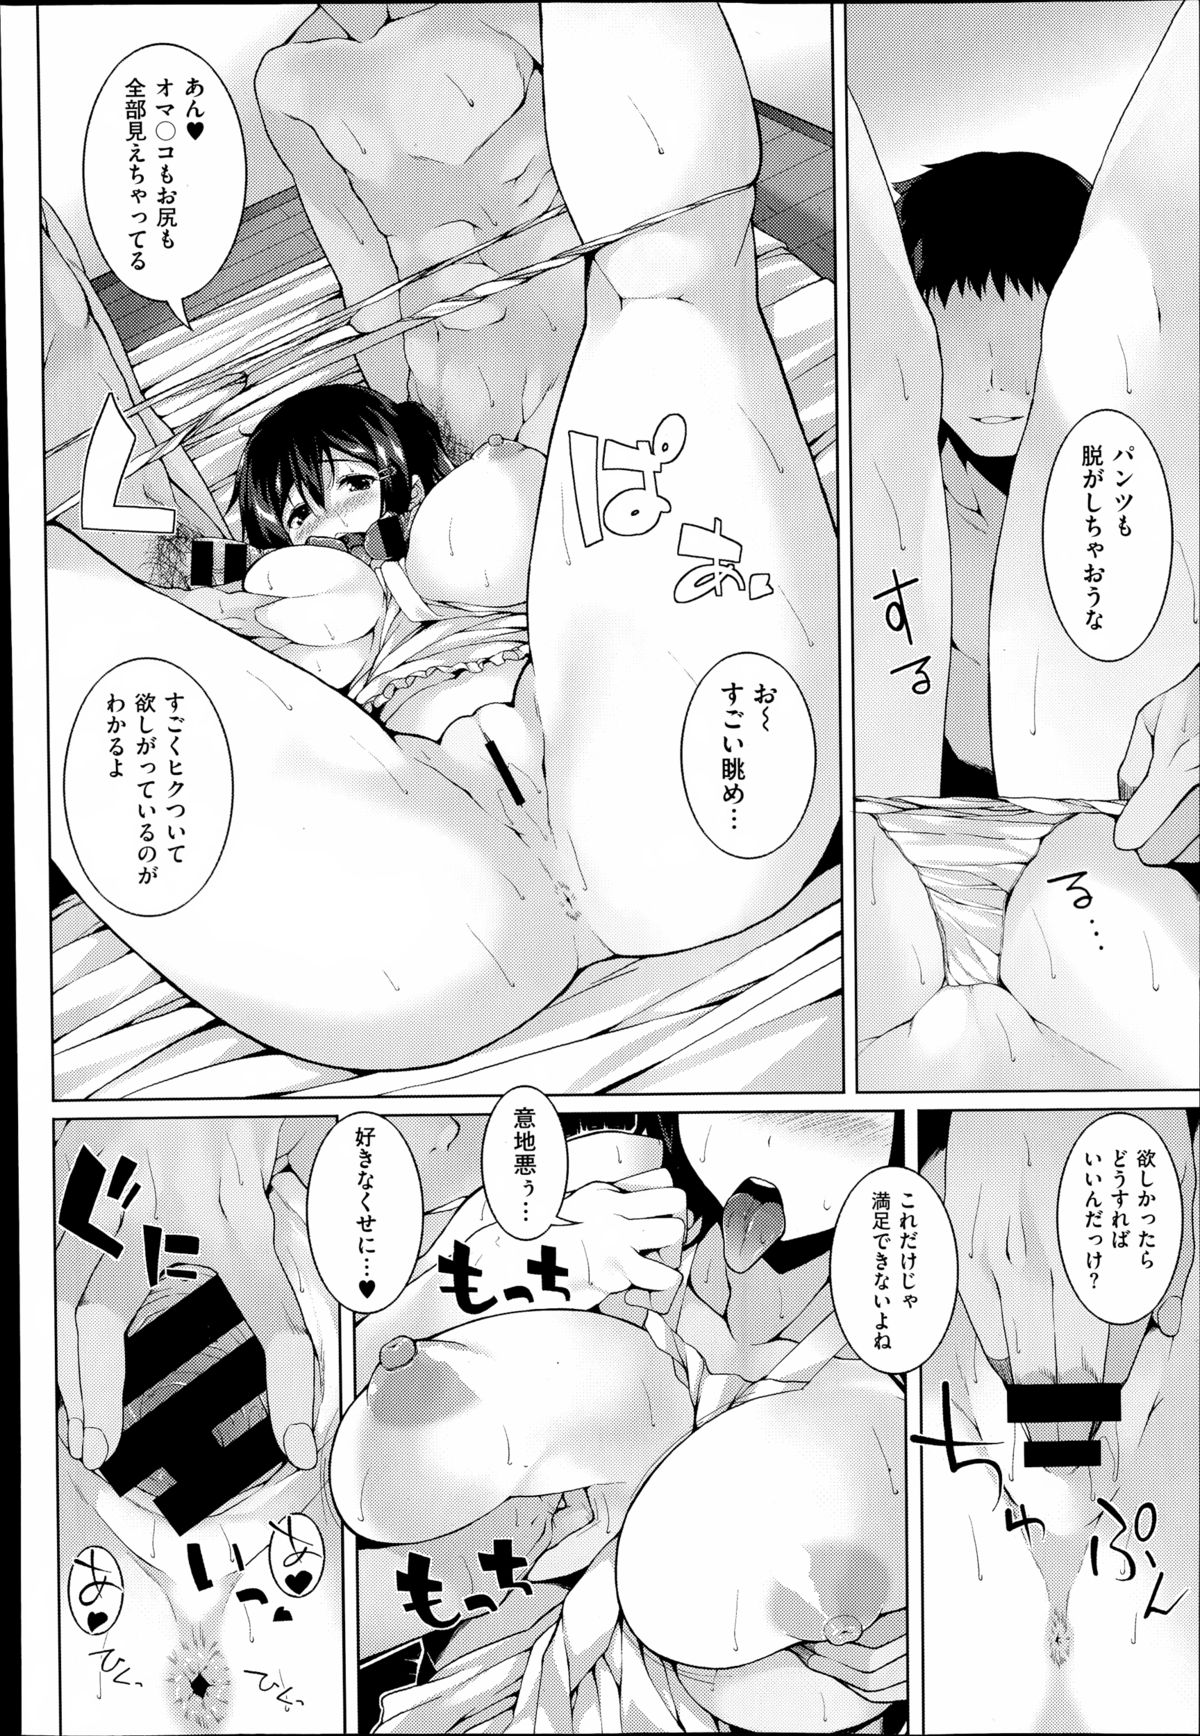 パンツも
脱がしちゃおうな
する
る…
ぱぁ
お〜
すごい眺め…
あん♥
オマ〇コもお尻も
全部見えちゃってる
すごくヒクついて
欲しがっているのが
わかるよ
欲しかったら
どうすれば
いいんだっけ？
ちゅぷん
これだけじゃ
満足できないよね
意地悪ぅ…
好きなくせに…♥
もっち
もっち
ぐに
いっ
あ♥
あ♥
ひく
ひくっ